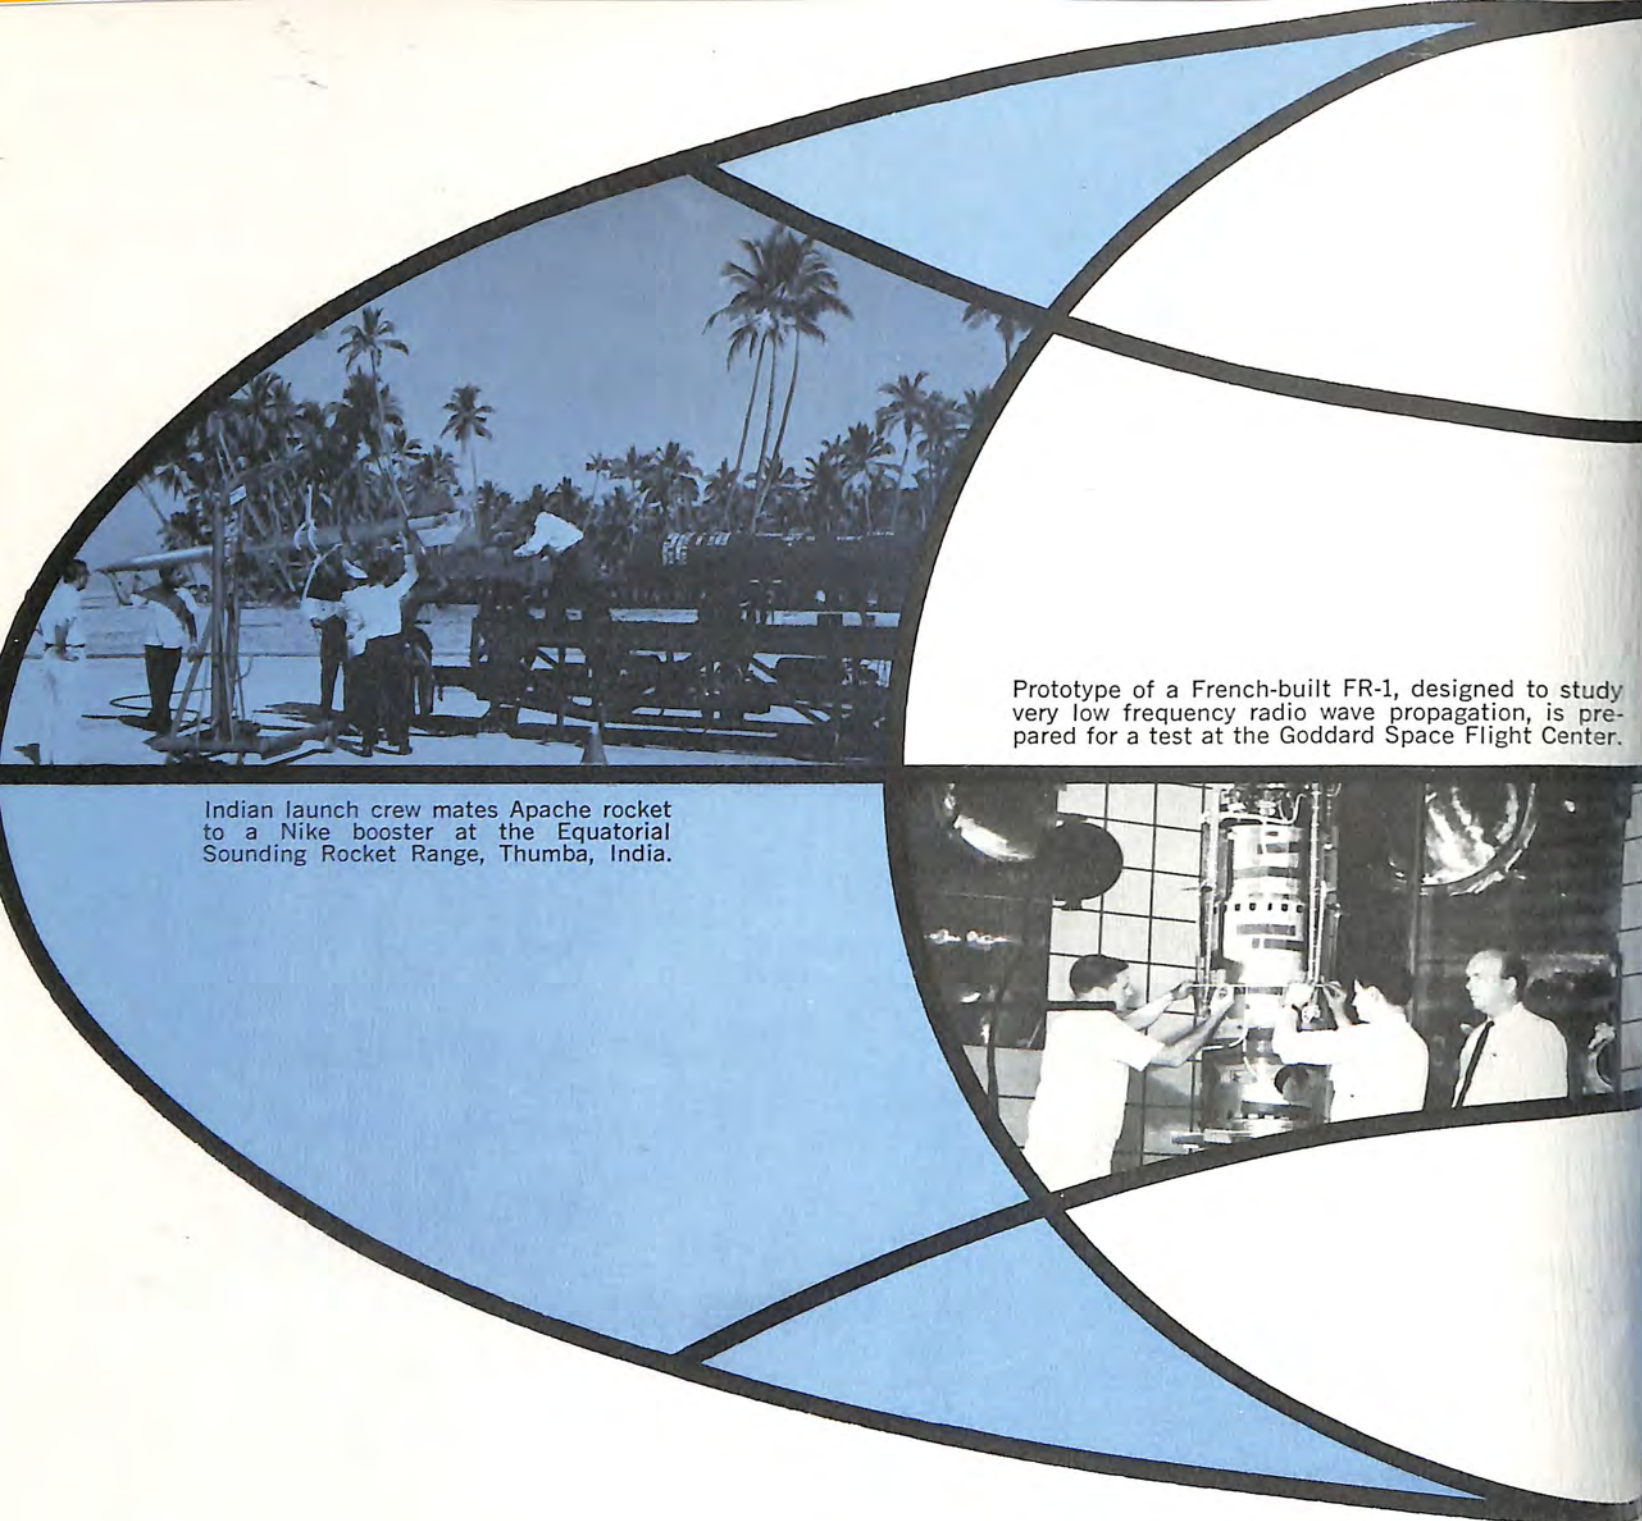 Prototype of a French-built FR-1, designed to study
very low frequency radio wave propagation, is pre-
pared for a test at the Goddard Space Flight Center.
Indian launch crew mates Apache rocket
to a Nike booster at the Equatorial
Sounding Rocket Range, Thumba, India.